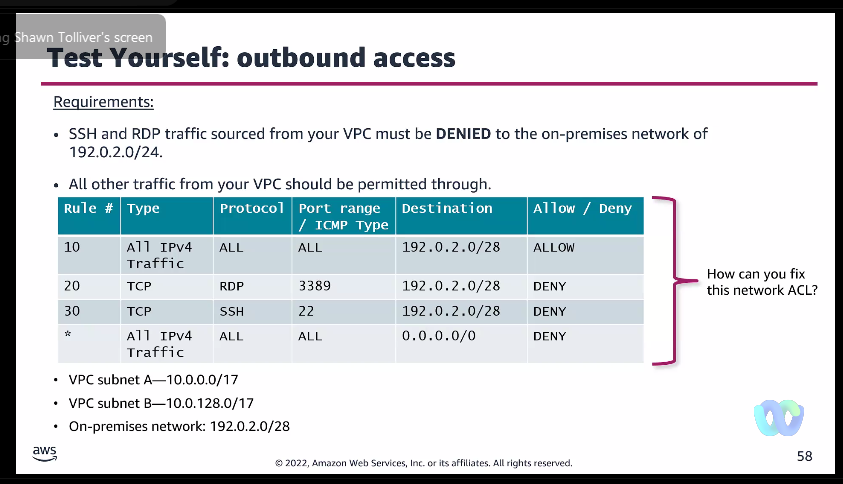 g Shawn Tolliver's screen
Test Yourself: outbound access
Requirements:
• SSH and RDP traffic sourced from your VPC must be DENIED to the on-premises network of
192.0.2.0/24.
• All other traffic from your VPC should be permitted through.
Rule # Type Protocol Port range / ICMP Type Destination Allow / Deny
10 All IPv4 Traffic ALL ALL 192.0.2.0/28 ALLOW
20 TCP RDP 3389 192.0.2.0/28 DENY
30 TCP SSH 22 192.0.2.0/28 DENY
* All IPv4 Traffic ALL ALL 0.0.0.0/0 DENY
How can you fix
this network ACL?
• VPC subnet A—10.0.0.0/17
• VPC subnet B—10.0.128.0/17
• On-premises network: 192.0.2.0/28
aws
© 2022, Amazon Web Services, Inc. or its affiliates. All rights reserved.
58